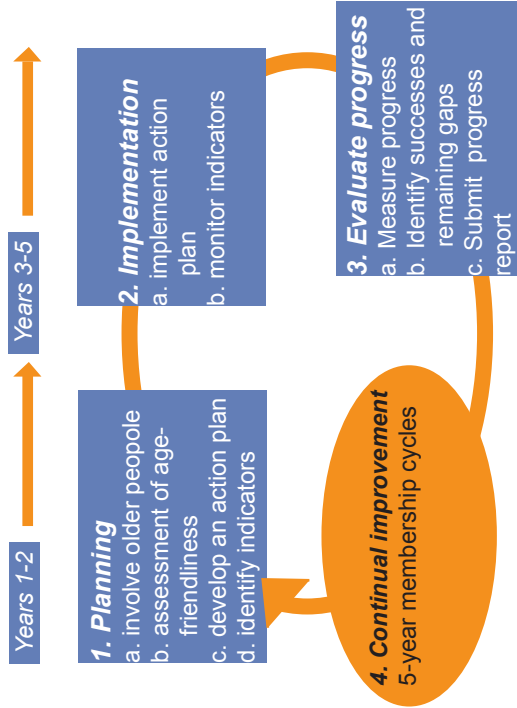 Years 1-2
Years 3-5
1. Planning
a. involve older peopole
b. assessment of age-
friendliness
c. develop an action plan
d. identify indicators
2. Implementation
a. implement action
plan
b. monitor indicators
3. Evaluate progress
a. Measure progress
b. Identify successes and
remaining gaps
c. Submit progress
report
4. Continual improvement
5-year membership cycles